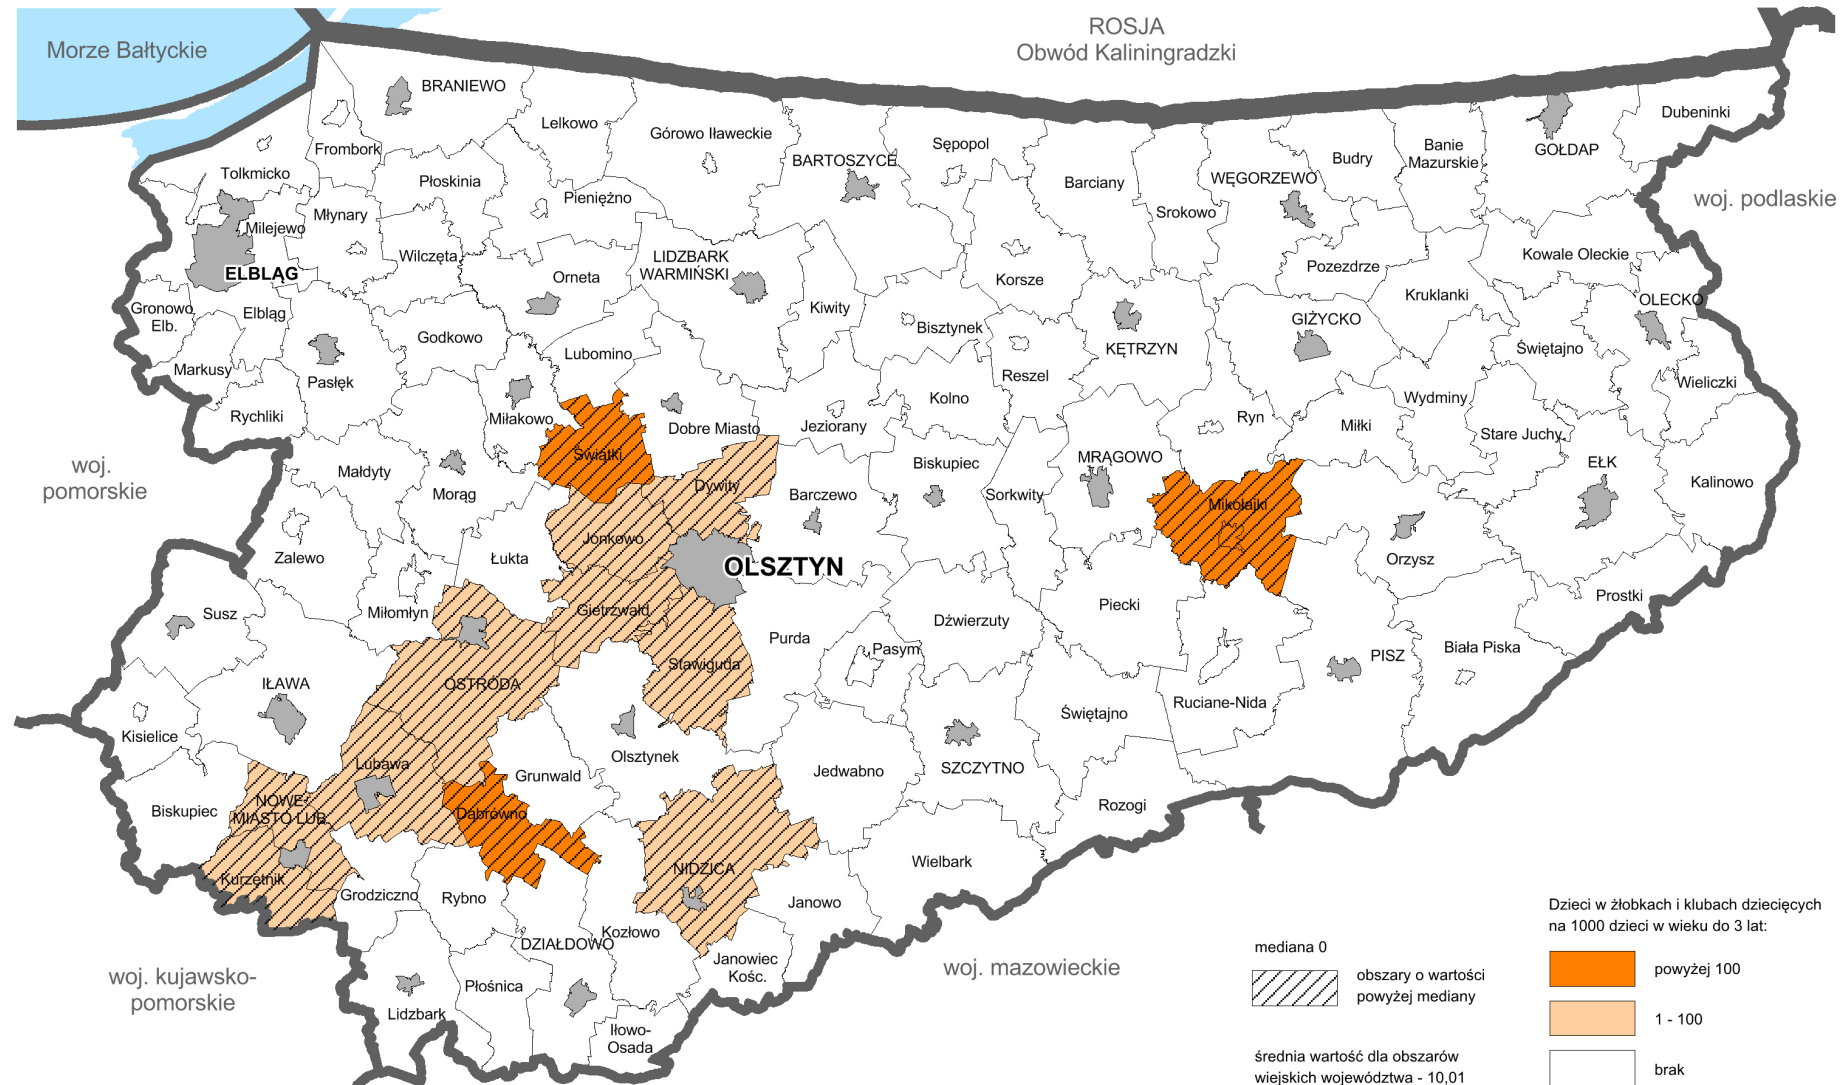 ROSJA
Obwód Kaliningradzki
Morze Bałtyckie
BRANIEWO
Lelkowo
Górowo Iławeckie
Frombork
BARTOSZYCE
Sępopol
Barciany
Srokowo
WĘGORZEWO
Budry
Banie
Mazurskie
GOŁDAP
Dubeninki
woj. podlaskie
Tolkmicko
Płoskinia
Pieniężno
Młynary
Milejewo
Wilczęta
ELBLĄG
Orneta
LIDZBARK
WARMIŃSKI
Kiwity
Korsze
Pozezdrze
Kruklanki
Kowale Oleckie
OLECKO
Gronowo
Elb.
Elbląg
Godkowo
Lubomino
Bisztynek
KĘTRZYN
GIŻYCKO
Świętajno
Markusy
Pasłęk
Reszel
Wieliczki
Rychliki
Miłakowo
Dobre Miasto
Jeziorany
Kolno
Ryn
Miłki
Wydminy
Stare Juchy
woj.
pomorskie
Małdyty
Morąg
Świątki
Dywity
Barczewo
Biskupiec
Sorkwity
MRĄGOWO
Mikołajki
EŁK
Kalinowo
Zalewo
Łukta
Jonkowo
OLSZTYN
Orzysz
Susz
Miłomłyn
Gietrzwałd
Purda
Dźwierzuty
Piecki
Prostki
IŁAWA
OSTRÓDA
Stawiguda
Pasym
PISZ
Biała Piska
Kisielice
Świętajno
Ruciane-Nida
Lubawa
Grunwald
Olsztynek
Jedwabno
SZCZYTNO
Biskupiec
NOWE
MIASTO LUB.
Dąbrówno
Rozogi
Kurzętnik
NIDZICA
Wielbark
Grodziczno
Rybno
Janowo
DZIAŁDOWO
Kozłowo
Janowiec
Kośc.
woj. kujawsko-
pomorskie
Płośnica
Lidzbark
Iłowo-
Osada
woj. mazowieckie
mediana 0
obszary o wartości
powyżej mediany
średnia wartość dla obszarów
wiejskich województwa - 10,01
Dzieci w żłobkach i klubach dziecięcych
na 1000 dzieci w wieku do 3 lat:
powyżej 100
1 - 100
brak